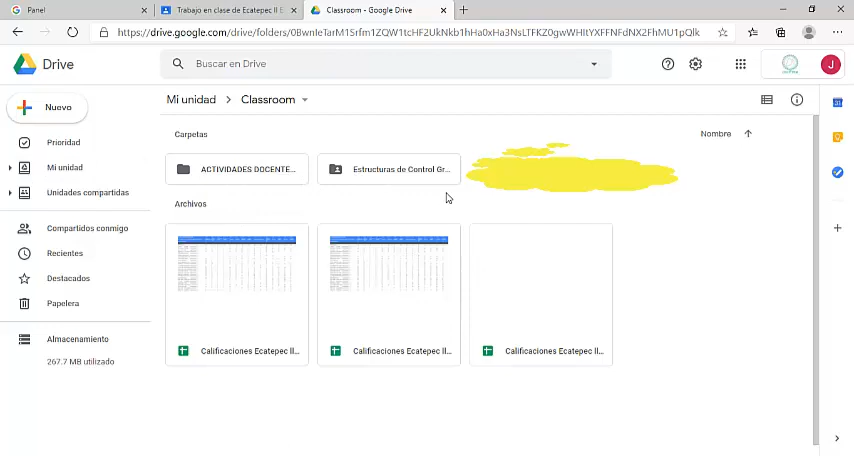 Panel
Trabajo en clase de Ecatepec II E
Classroom - Google Drive
https://drive.google.com/drive/folders/
Drive
Buscar en Drive
J
Nuevo
Mi unidad
Classroom
Prioridad
Carpetas
Nombre
Mi unidad
ACTIVIDADES DOCENTE...
Estructuras de Control Gr...
Unidades compartidas
Archivos
Compartidos conmigo
Recientes
Destacados
Papelera
Almacenamiento
Calificaciones Ecatepec II...
Calificaciones Ecatepec II...
Calificaciones Ecatepec II...
267.7 MB utilizado
31